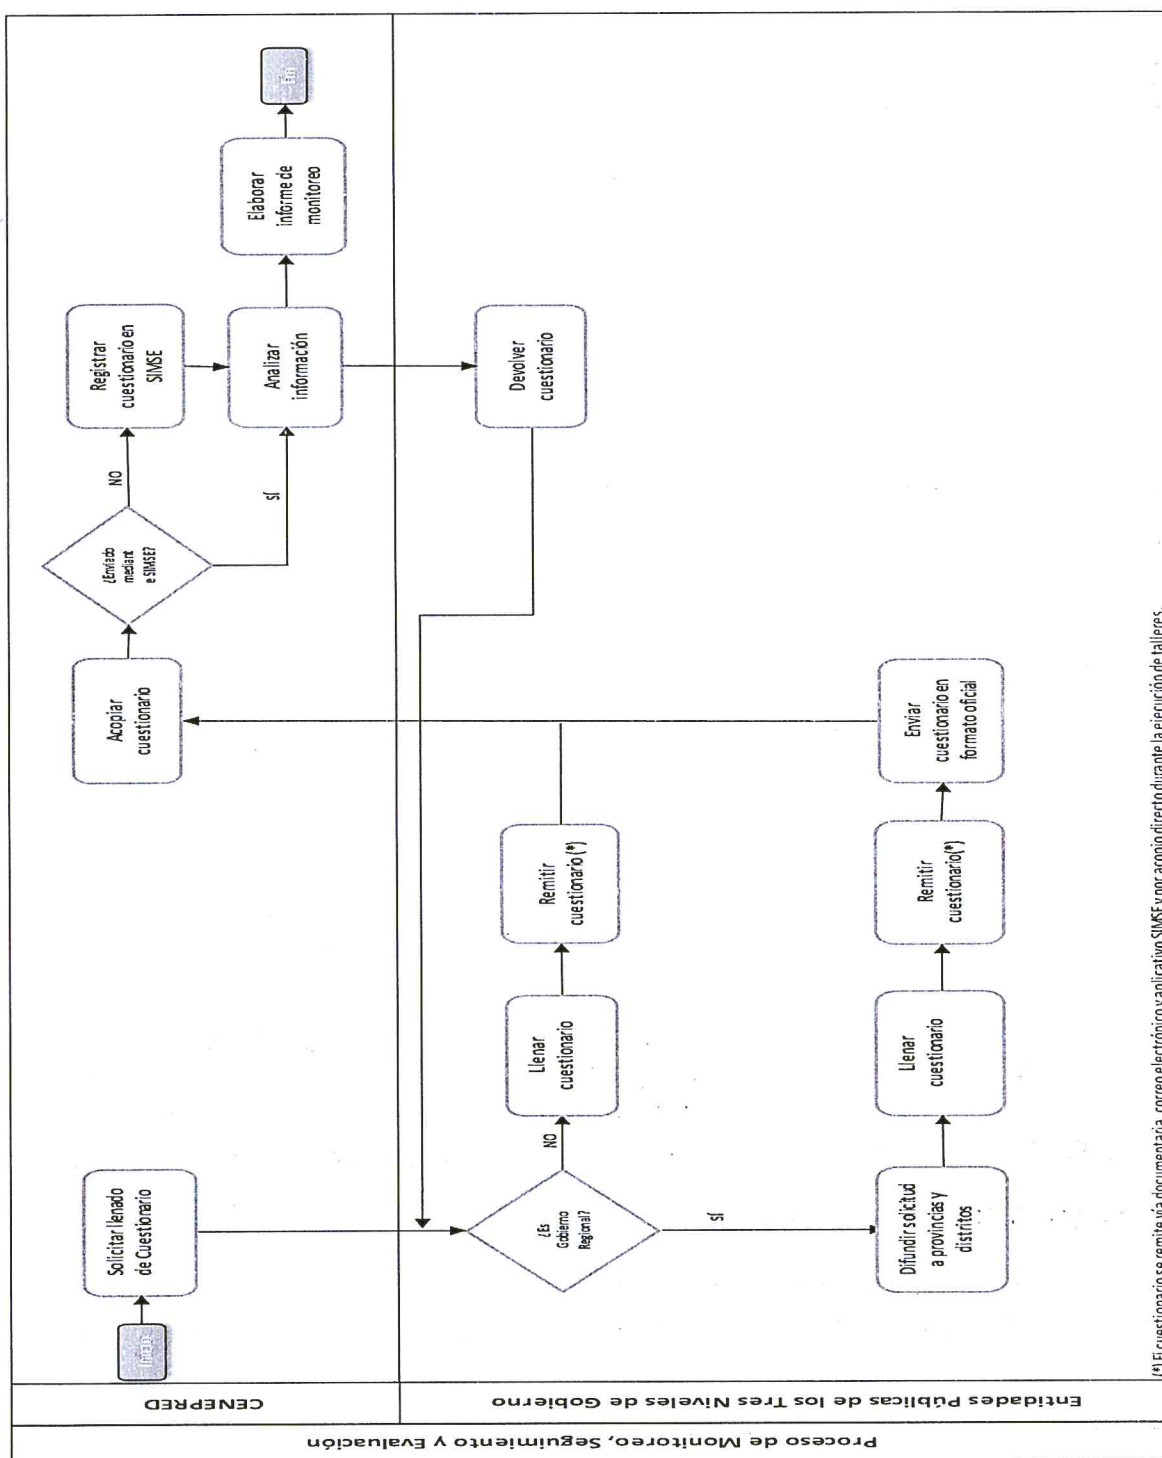 Proceso de Monitoreo, Seguimiento y Evaluación
CENEPRED
Inicio
Solicitar llenado
de Cuestionario
Acopiar
cuestionario
¿Enviado
mediant
e SIMSE?
NO
SÍ
Registrar
cuestionario en
SIMSE
Analizar
información
Elaborar
informe de
monitoreo
Fin
Entidades Públicas de los Tres Niveles de Gobierno
¿Es
Gobierno
Regional?
NO
SÍ
Llenar
cuestionario
Remitir
cuestionario (*)
Devolver
cuestionario
Difundir solicitud
a provincias y
distritos
Llenar
cuestionario
Remitir
cuestionario(*)
Enviar
cuestionario en
formato oficial
(*) El cuestionario se remite vía documentaria, correo electrónico y aplicativo SIMSE y por acopio directo durante la ejecución de talleres.